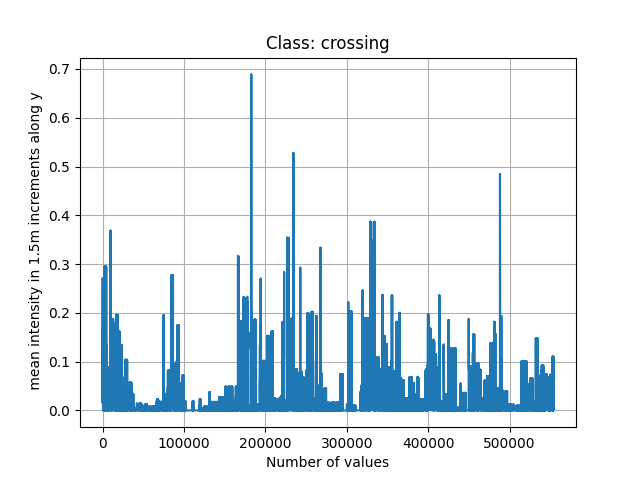 Class: crossing
mean intensity in 1.5m increments along y
0.7
0.6
0.5
0.4
0.3
0.2
0.1
0.0
0 100000 200000 300000 400000 500000
Number of values